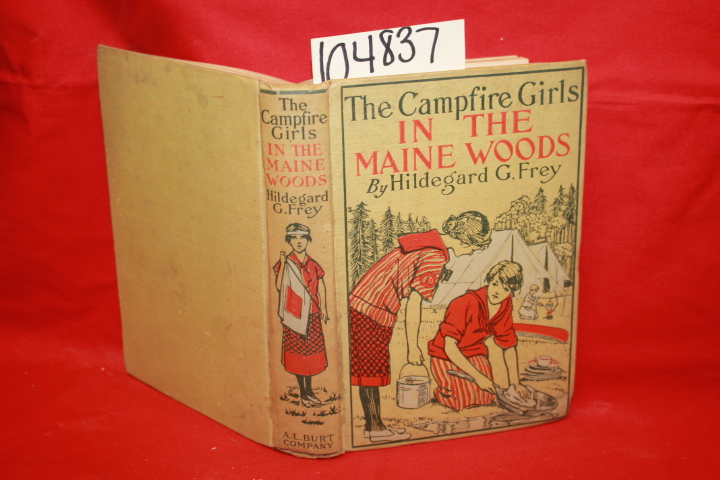 104837
The
Campfire
Girls
IN THE
MAINE
WOODS
Hildegard
G. Frey
A.L. BURT
COMPANY
The Campfire Girls
IN THE
MAINE WOODS
By Hildegard G. Frey